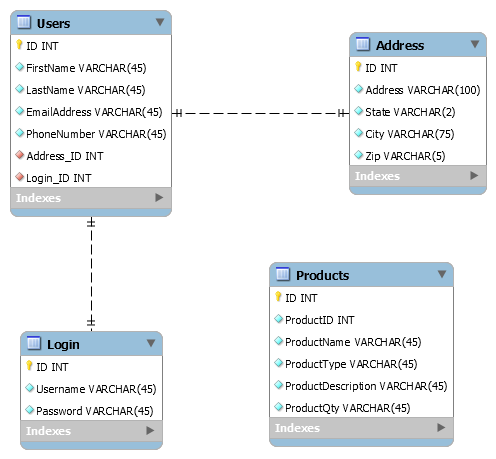 Users
ID INT
FirstName VARCHAR(45)
LastName VARCHAR(45)
EmailAddress VARCHAR(45)
PhoneNumber VARCHAR(45)
Address_ID INT
Login_ID INT
Indexes
Address
ID INT
Address VARCHAR(100)
State VARCHAR(2)
City VARCHAR(75)
Zip VARCHAR(5)
Indexes
Login
ID INT
Username VARCHAR(45)
Password VARCHAR(45)
Indexes
Products
ID INT
ProductID INT
ProductName VARCHAR(45)
ProductType VARCHAR(45)
ProductDescription VARCHAR(45)
ProductQty VARCHAR(45)
Indexes